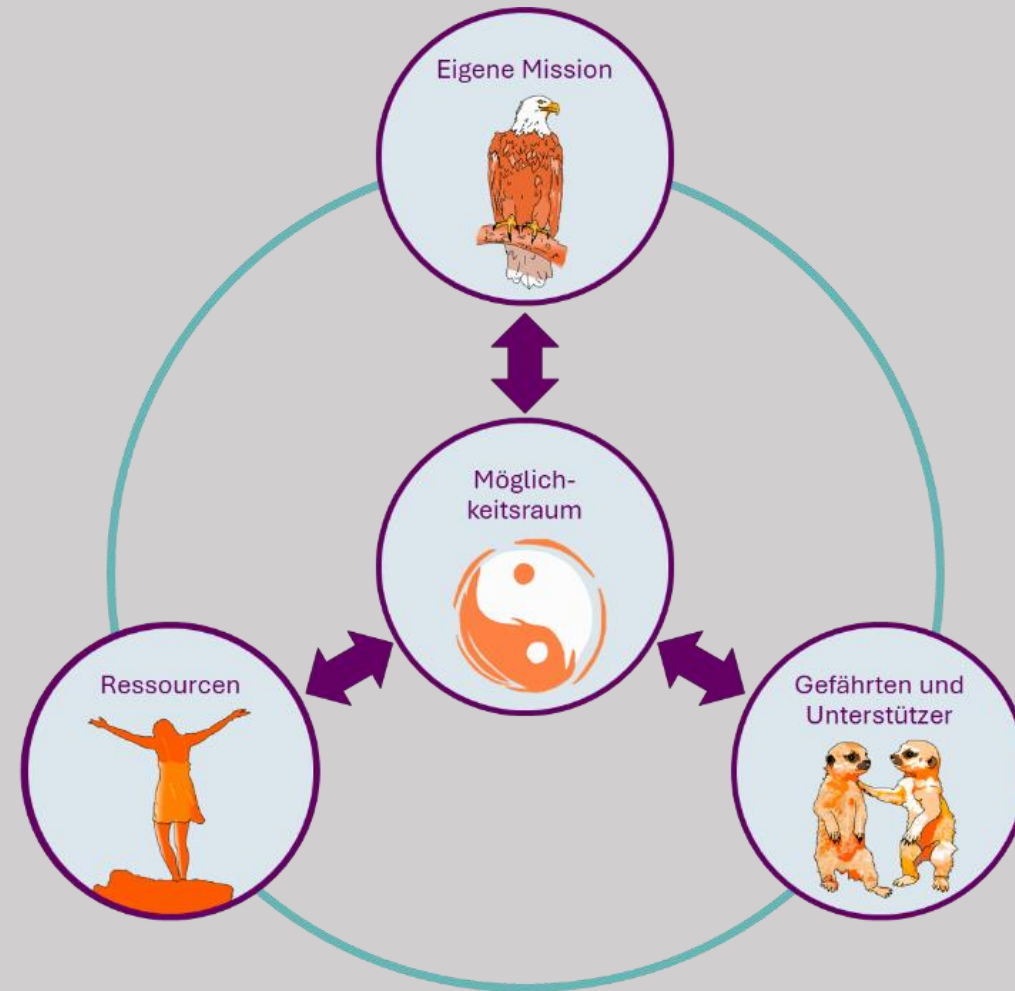 Eigene Mission
Möglich-
keitsraum
Ressourcen
Gefährten und
Unterstützer